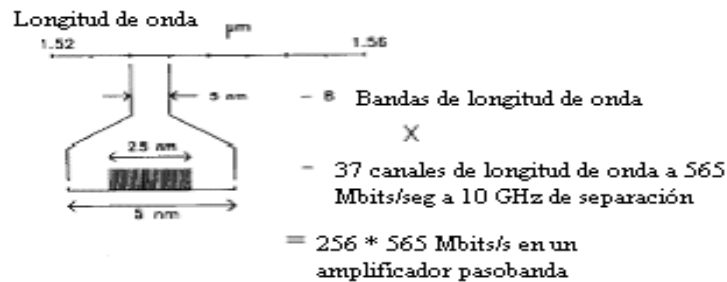 Longitud de onda
µm
1.52
1.56
5 nm
- 8 Bandas de longitud de onda
X
2.5 nm
- 37 canales de longitud de onda a 565
Mbits/seg a 10 GHz de separación
5 nm
= 256 * 565 Mbits/s en un
amplificador pasobanda